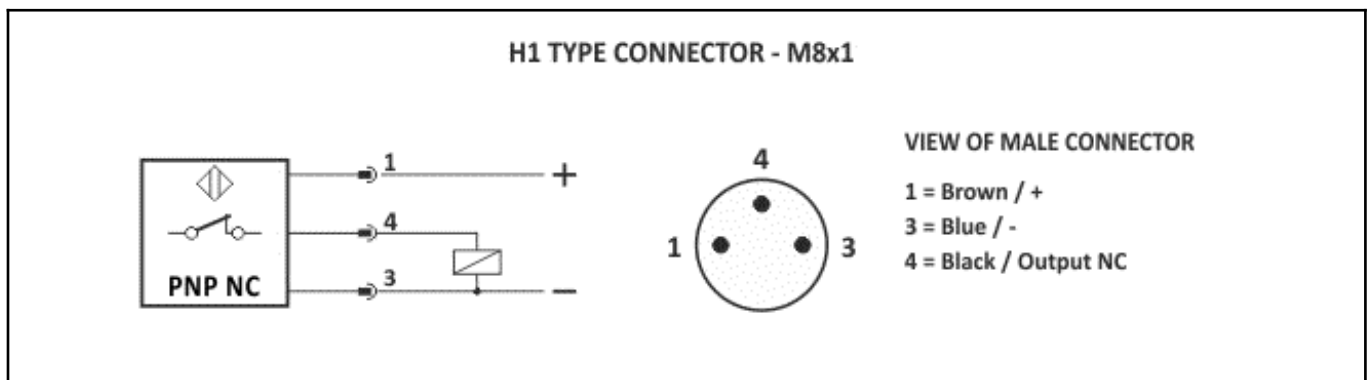 H1 TYPE CONNECTOR - M8x1
1
+
4
3
−
PNP NC
4
1
3
VIEW OF MALE CONNECTOR
1 = Brown / +
3 = Blue / -
4 = Black / Output NC